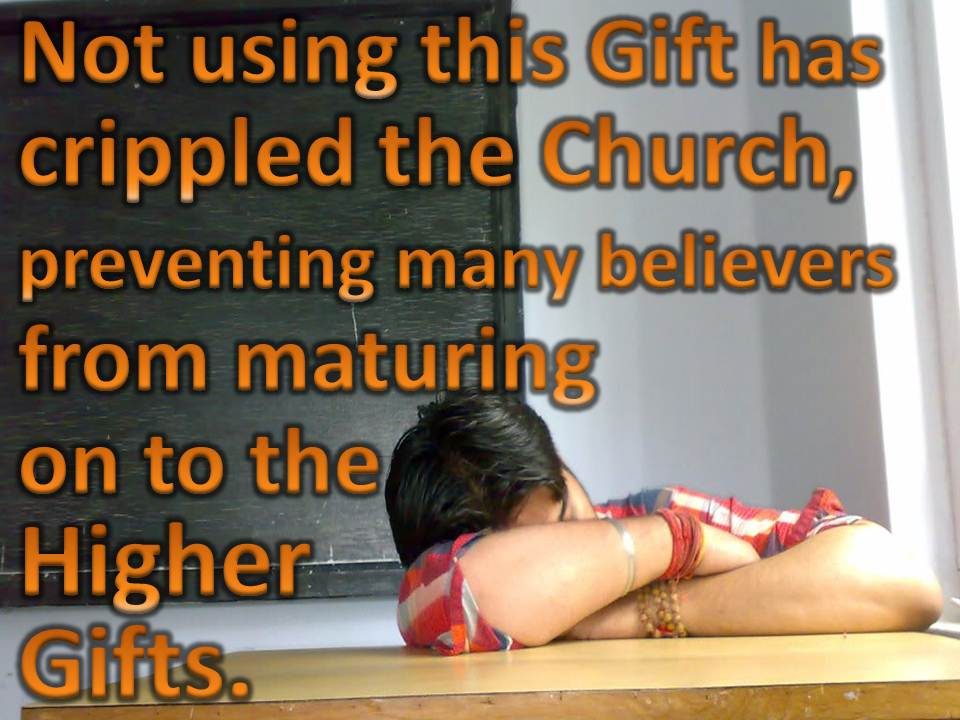 Not using this Gift has
crippled the Church,
preventing many believers
from maturing
on to the
Higher
Gifts.